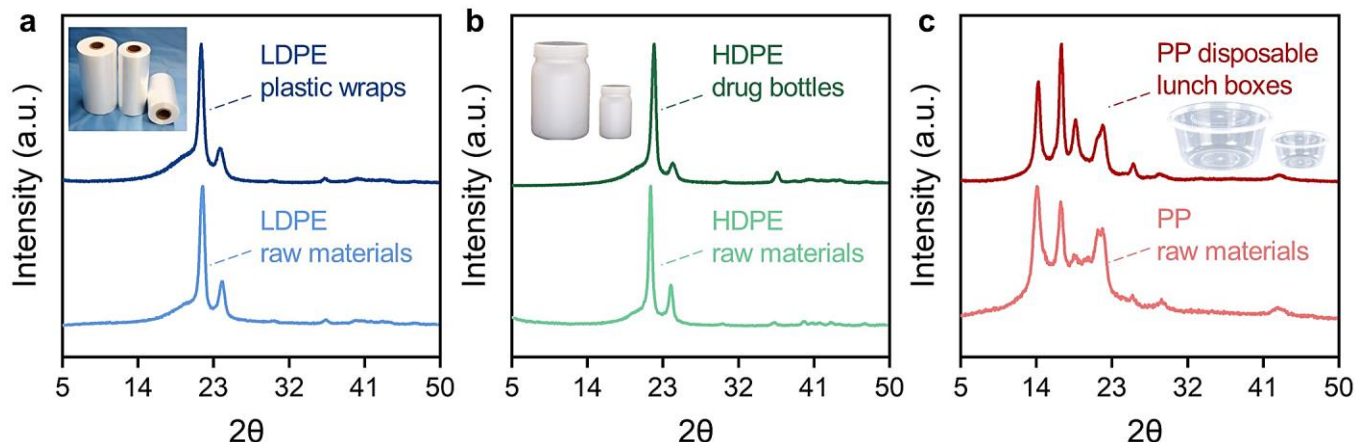 a
Intensity (a.u.)
LDPE
plastic wraps
LDPE
raw materials
5 14 23 32 41 50
2θ
b
Intensity (a.u.)
HDPE
drug bottles
HDPE
raw materials
5 14 23 32 41 50
2θ
c
Intensity (a.u.)
PP disposable
lunch boxes
PP
raw materials
5 14 23 32 41 50
2θ